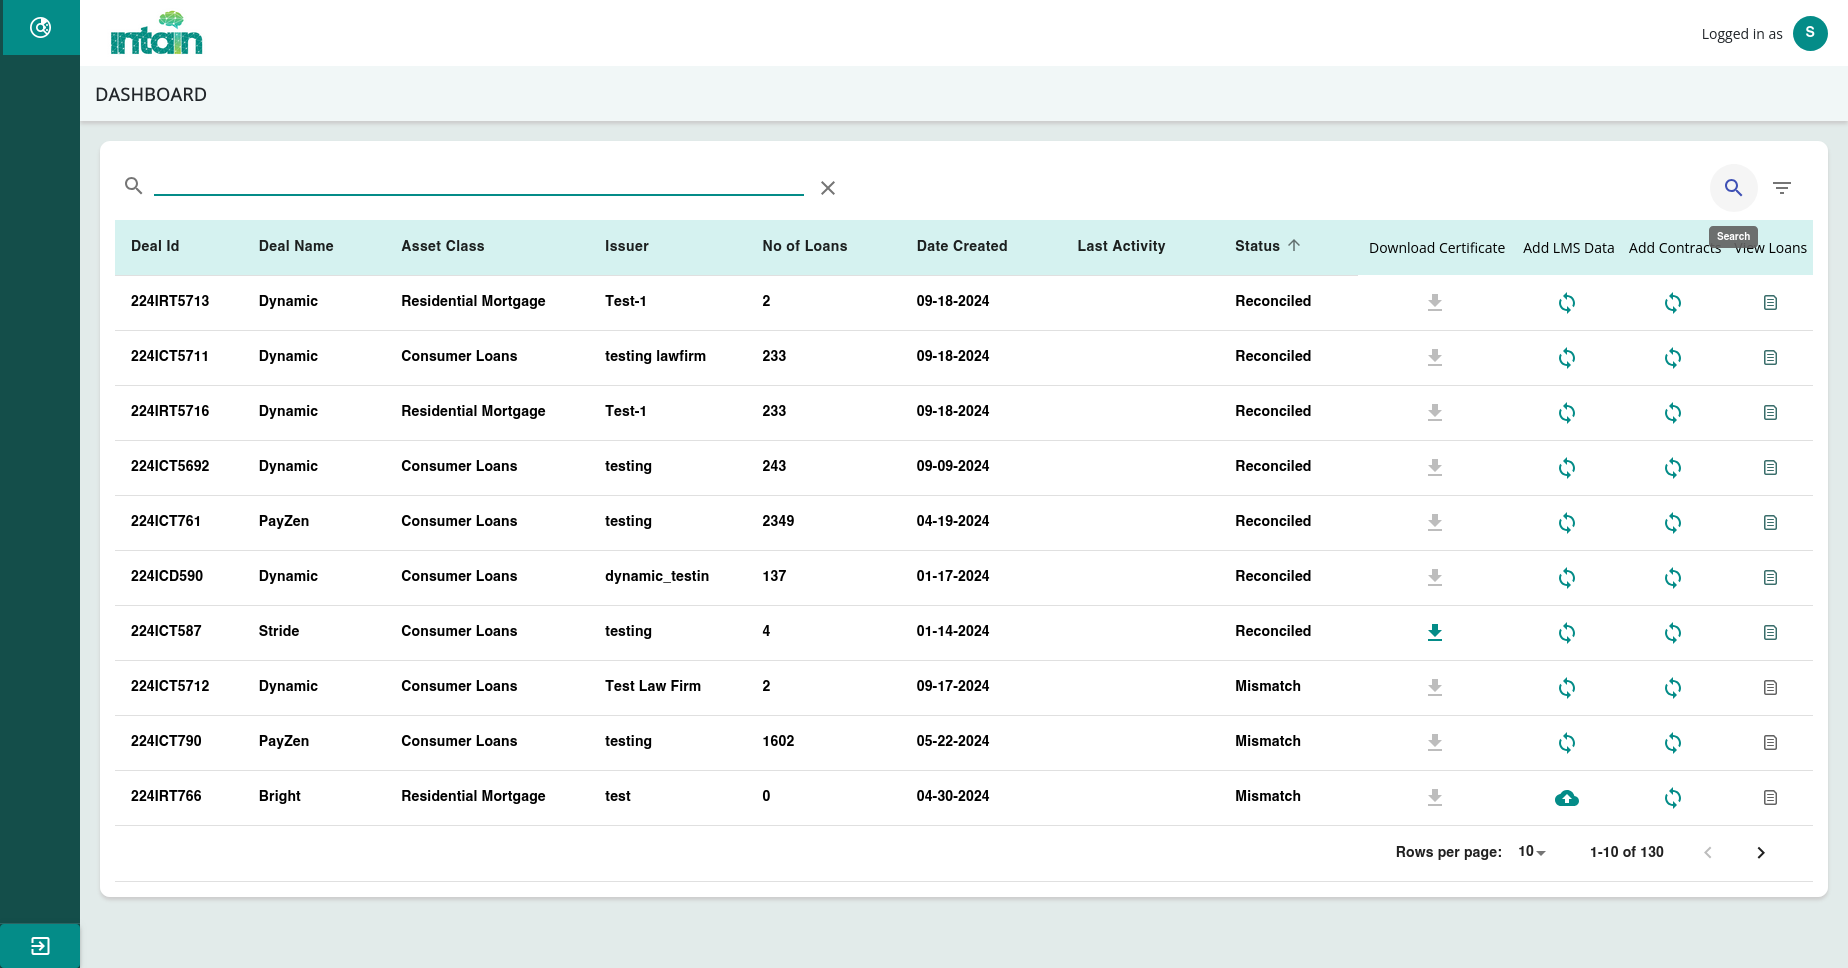 intain
Logged in as S
DASHBOARD
Search
Deal Id Deal Name Asset Class Issuer No of Loans Date Created Last Activity Status Download Certificate Add LMS Data Add Contracts View Loans
224IRT5713 Dynamic Residential Mortgage Test-1 2 09-18-2024 Reconciled
224ICT5711 Dynamic Consumer Loans testing lawfirm 233 09-18-2024 Reconciled
224IRT5716 Dynamic Residential Mortgage Test-1 233 09-18-2024 Reconciled
224ICT5692 Dynamic Consumer Loans testing 243 09-09-2024 Reconciled
224ICT761 PayZen Consumer Loans testing 2349 04-19-2024 Reconciled
224ICD590 Dynamic Consumer Loans dynamic_testin 137 01-17-2024 Reconciled
224ICT587 Stride Consumer Loans testing 4 01-14-2024 Reconciled
224ICT5712 Dynamic Consumer Loans Test Law Firm 2 09-17-2024 Mismatch
224ICT790 PayZen Consumer Loans testing 1602 05-22-2024 Mismatch
224IRT766 Bright Residential Mortgage test 0 04-30-2024 Mismatch
Rows per page: 10 1-10 of 130